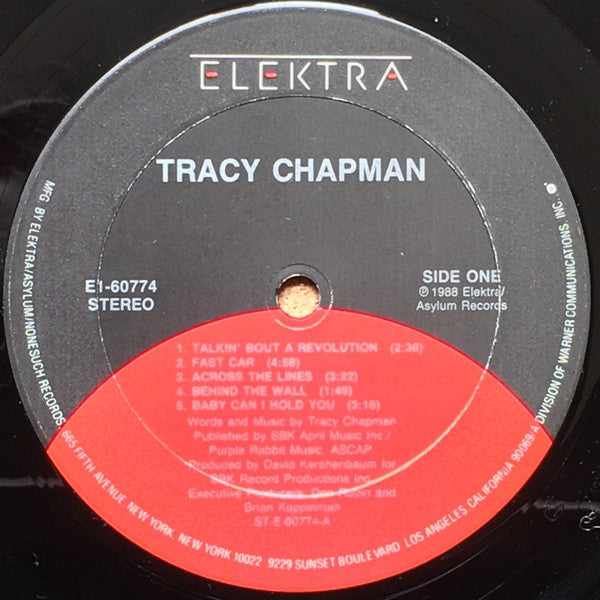 ELEKTRA
TRACY CHAPMAN
E1-60774
STEREO
SIDE ONE
℗ 1988 Elektra/
Asylum Records
1. TALKIN' BOUT A REVOLUTION (2:38)
2. FAST CAR (4:58)
3. ACROSS THE LINES (3:22)
4. BEHIND THE WALL (1:46)
5. BABY CAN I HOLD YOU (3:16)
Words and Music by Tracy Chapman
Published by SBK April Music Inc./
Purple Rabbit Music, ASCAP
Produced by David Kershenbaum for
SBK Record Productions Inc.
Executive Producers: Don Rubin and
Brian Koppelman
ST-E-60774-A
MFG. BY ELEKTRA/ASYLUM/NONESUCH RECORDS, A DIVISION OF WARNER COMMUNICATIONS, INC.
665 FIFTH AVENUE, NEW YORK, NEW YORK 10022. 9229 SUNSET BOULEVARD, LOS ANGELES, CALIFORNIA 90069.